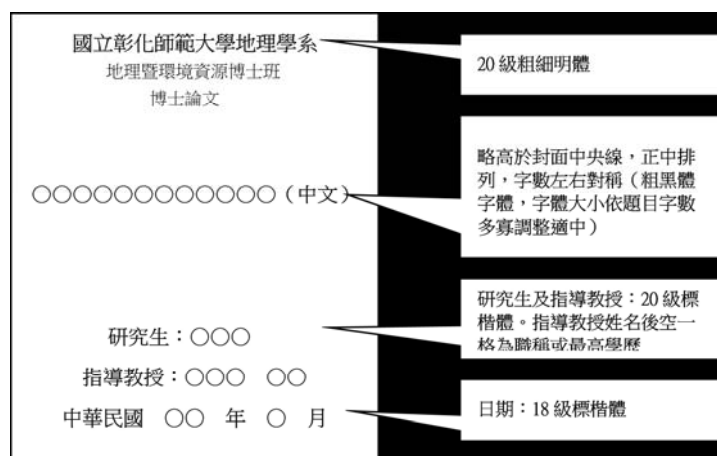 國立彰化師範大學地理學系
地理暨環境資源博士班
博士論文
○○○○○○○○○○○○(中文)
研究生：○○○
指導教授：○○○　○○
中華民國　○○　年　○　月
20 級粗細明體
略高於封面中央線，正中排
列，字數左右對稱（粗黑體
字體，字體大小依題目字數
多寡調整適中）
研究生及指導教授：20 級標
楷體。指導教授姓名後空一
格為職稱或最高學歷
日期：18 級標楷體